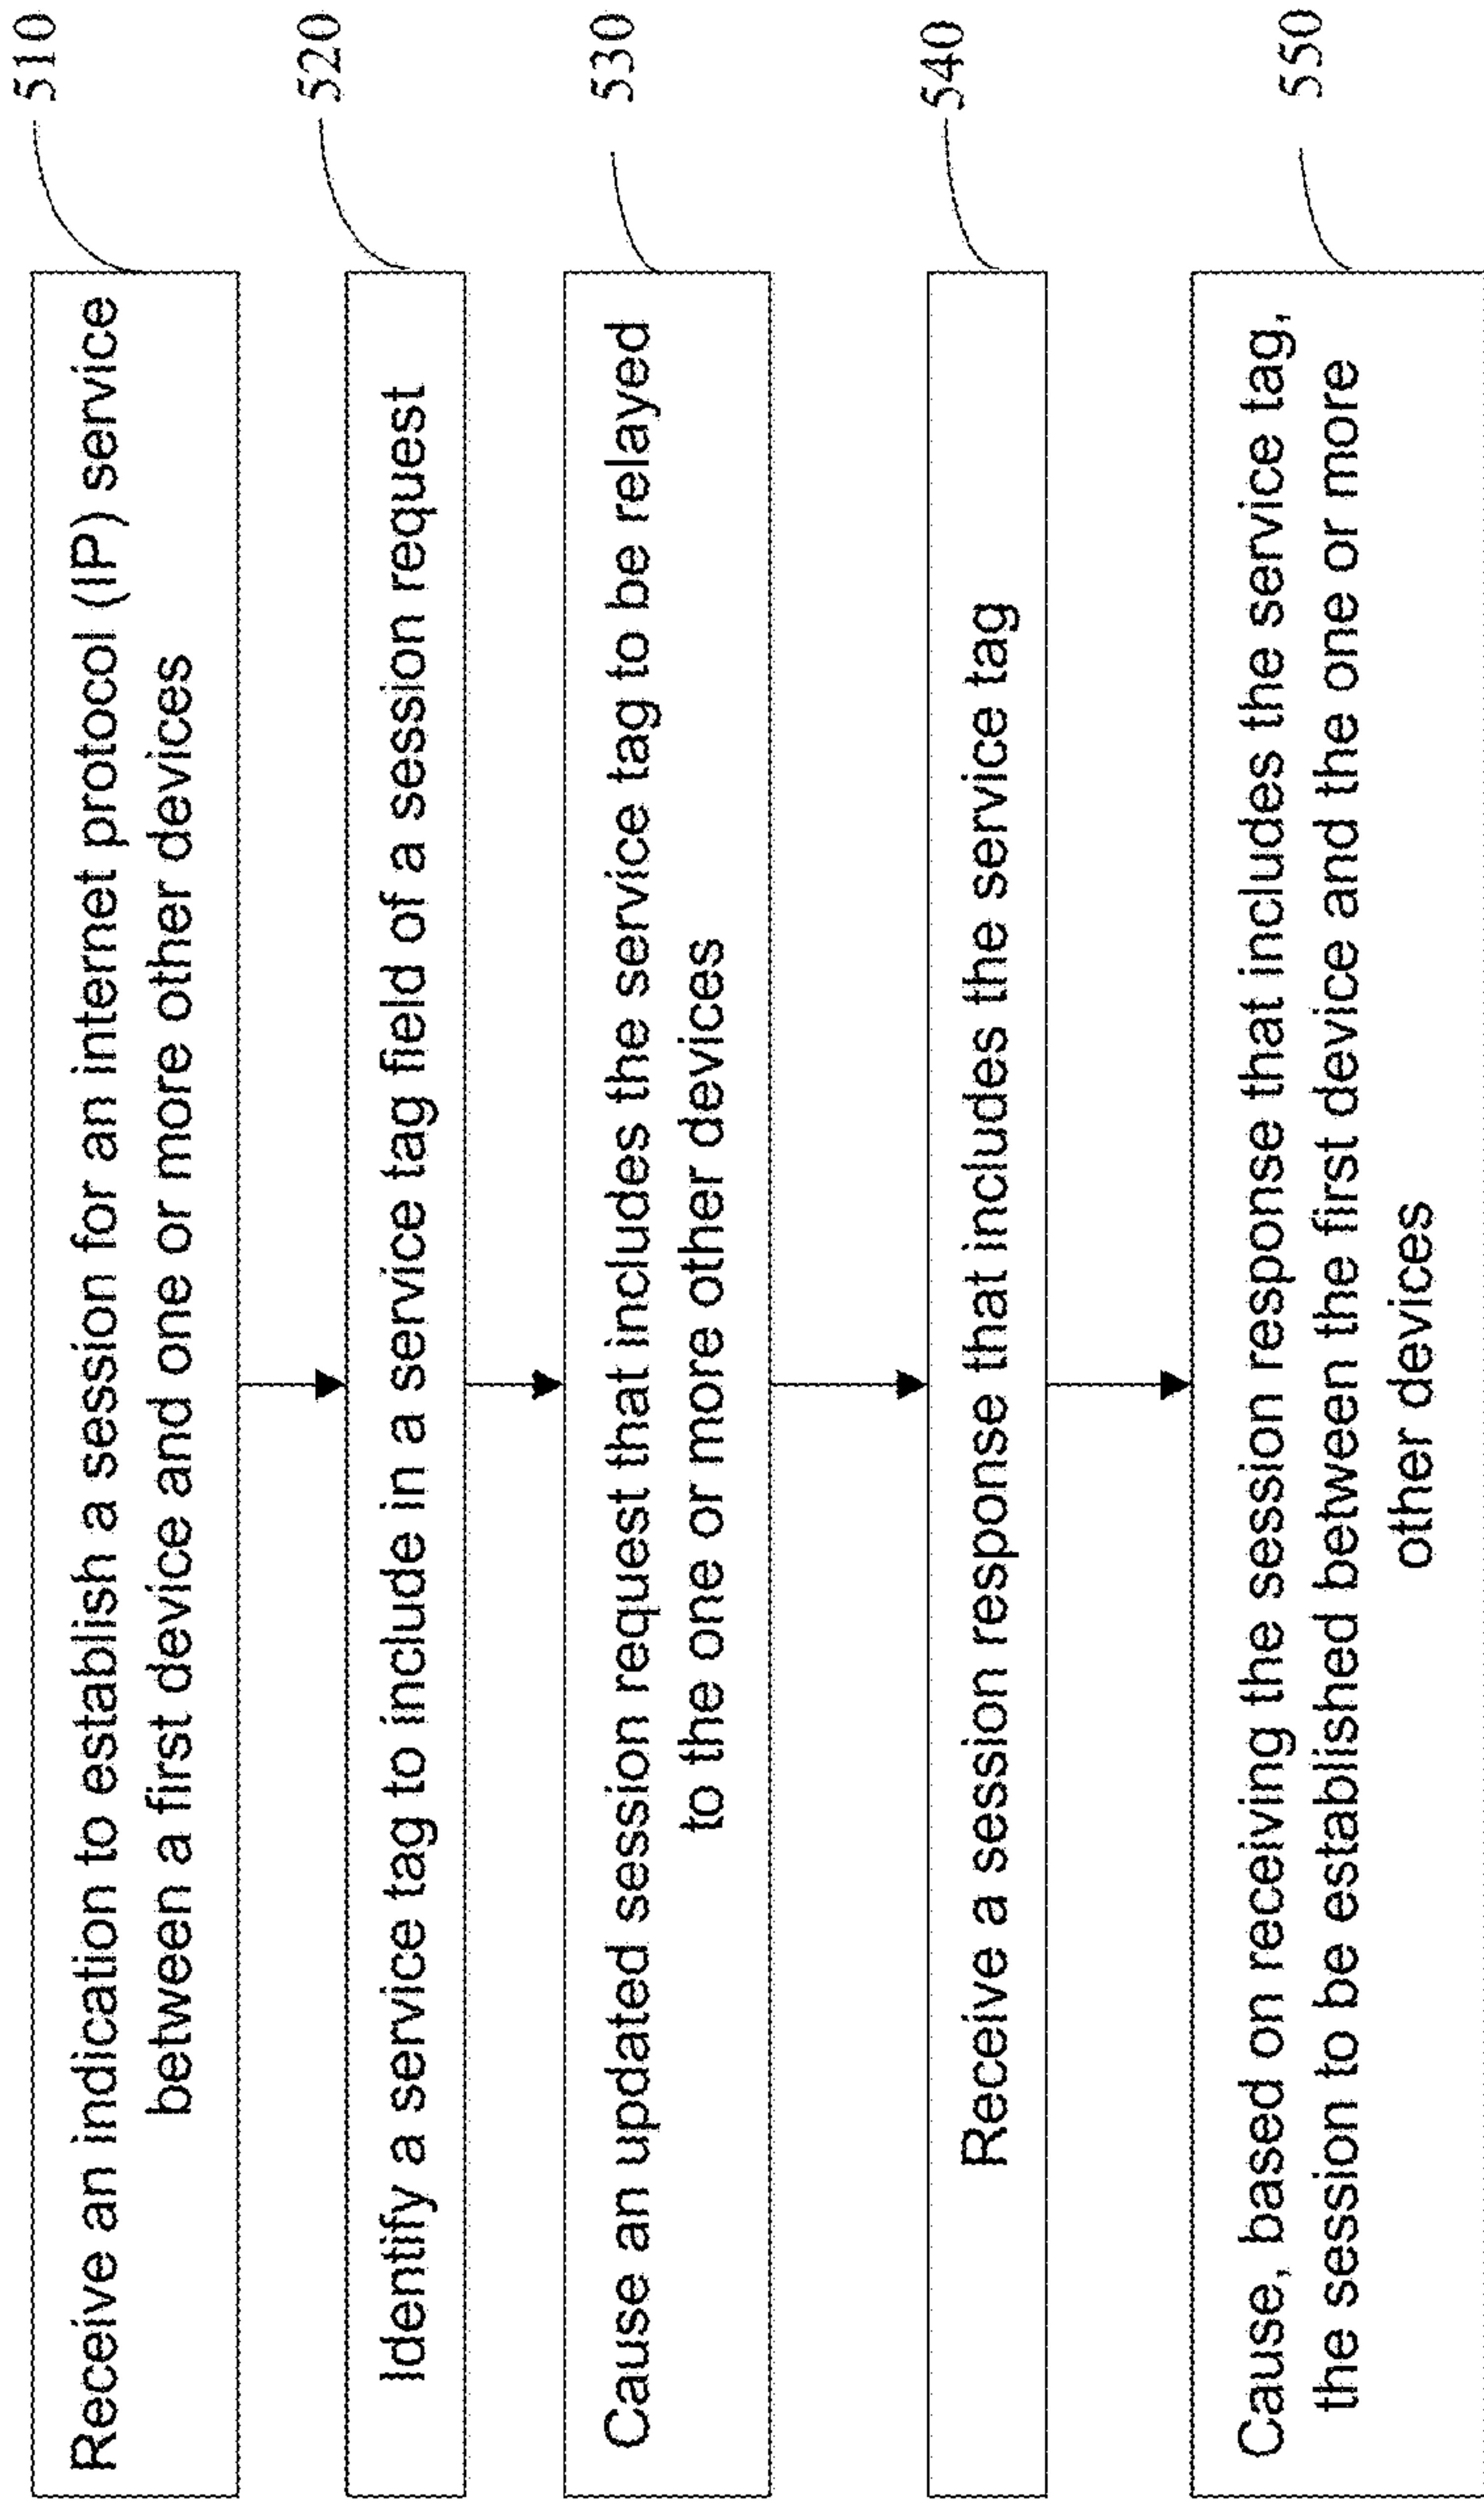 510
Receive an indication to establish a session for an internet protocol (IP) service
between a first device and one or more other devices
520
Identify a service tag to include in a service tag field of a session request
530
Cause an updated session request that includes the service tag to be relayed
to the one or more other devices
540
Receive a session response that includes the service tag
550
Cause, based on receiving the session response that includes the service tag,
the session to be established between the first device and the one or more
other devices